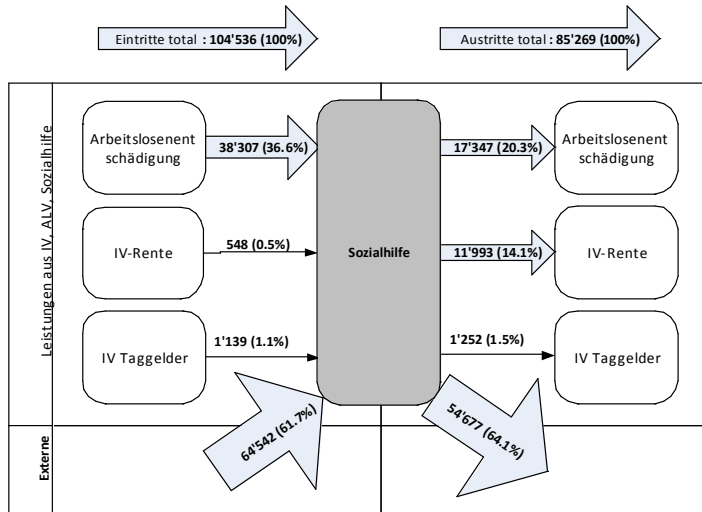 Eintritte total : 104'536 (100%)
Austritte total : 85'269 (100%)
Leistungen aus IV, ALV, Sozialhilfe
Arbeitslosenent
schädigung
38'307 (36.6%)
17'347 (20.3%)
Arbeitslosenent
schädigung
IV-Rente
548 (0.5%)
Sozialhilfe
11'993 (14.1%)
IV-Rente
IV Taggelder
1'139 (1.1%)
1'252 (1.5%)
IV Taggelder
Externe
64'542 (61.7%)
54'677 (64.1%)